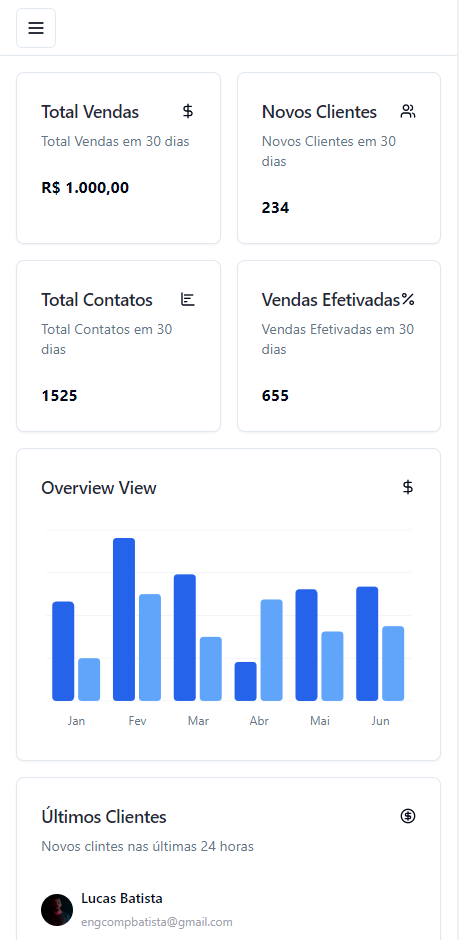 Total Vendas
Total Vendas em 30 dias
R$ 1.000,00
Novos Clientes
Novos Clientes em 30
dias
234
Total Contatos
Total Contatos em 30
dias
1525
Vendas Efetivadas
Vendas Efetivadas em 30
dias
655
Overview View
Jan Fev Mar Abr Mai Jun
Últimos Clientes
Novos clintes nas últimas 24 horas
Lucas Batista
engcompbatista@gmail.com